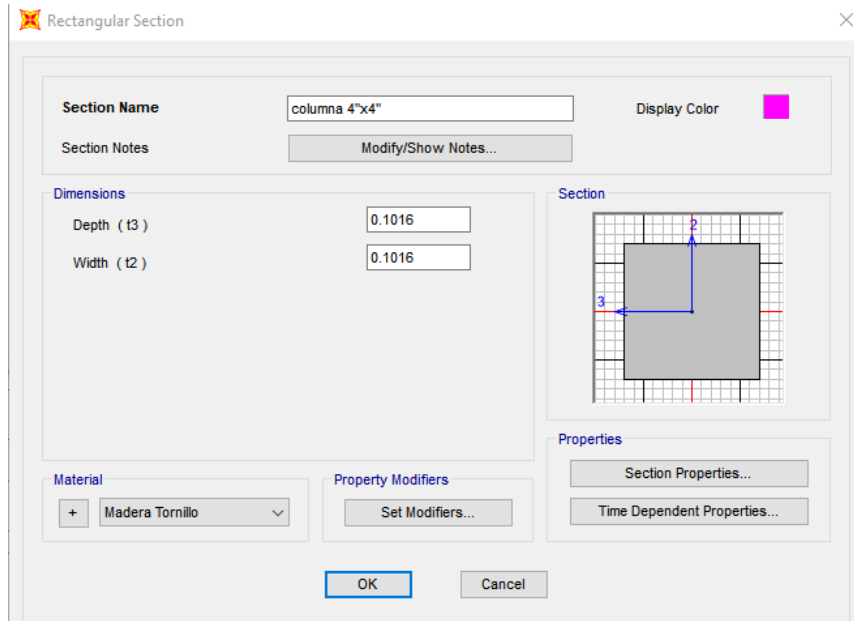 Rectangular Section
Section Name columna 4"x4" Display Color
Section Notes Modify/Show Notes...
Dimensions
Depth ( t3 ) 0.1016
Width ( t2 ) 0.1016
Section
2
3
Properties
Section Properties...
Time Dependent Properties...
Material
+ Madera Tornillo
Property Modifiers
Set Modifiers...
OK Cancel